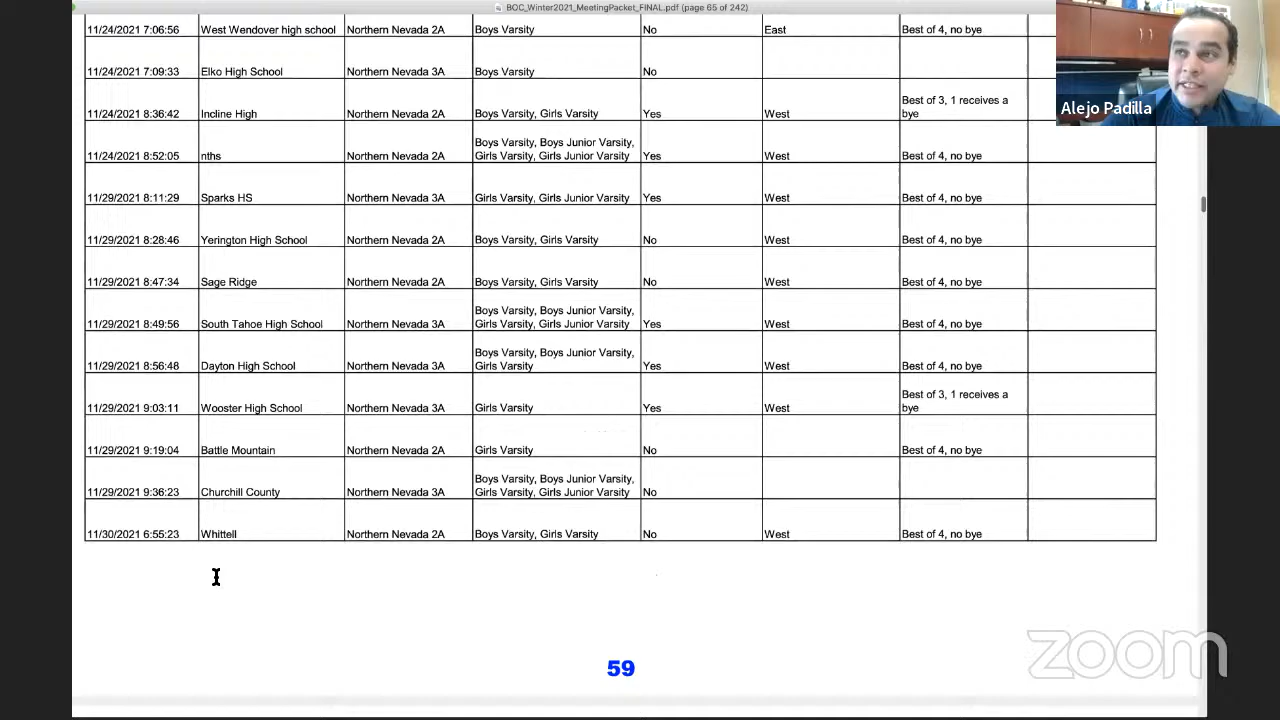 BOC_Winter2021_MeetingPacket_FINAL.pdf (page 65 of 242)
11/24/2021 7:06:56 West Wendover high school Northern Nevada 2A Boys Varsity No East Best of 4, no bye
11/24/2021 7:09:33 Elko High School Northern Nevada 3A Boys Varsity No
Best of 3, 1 receives a
11/24/2021 8:36:42 Incline High Northern Nevada 2A Boys Varsity, Girls Varsity Yes West bye
Alejo Padilla
Boys Varsity, Boys Junior Varsity,
11/24/2021 8:52:05 nths Northern Nevada 2A Girls Varsity, Girls Junior Varsity Yes West Best of 4, no bye
11/29/2021 8:11:29 Sparks HS Northern Nevada 3A Girls Varsity, Girls Junior Varsity Yes West Best of 4, no bye
11/29/2021 8:28:46 Yerington High School Northern Nevada 2A Boys Varsity, Girls Varsity No West Best of 4, no bye
11/29/2021 8:47:34 Sage Ridge Northern Nevada 2A Boys Varsity, Girls Varsity No West Best of 4, no bye
Boys Varsity, Boys Junior Varsity,
11/29/2021 8:49:56 South Tahoe High School Northern Nevada 3A Girls Varsity, Girls Junior Varsity Yes West Best of 4, no bye
Boys Varsity, Boys Junior Varsity,
11/29/2021 8:56:48 Dayton High School Northern Nevada 3A Girls Varsity Yes West Best of 4, no bye
Best of 3, 1 receives a
11/29/2021 9:03:11 Wooster High School Northern Nevada 3A Girls Varsity Yes West bye
11/29/2021 9:19:04 Battle Mountain Northern Nevada 2A Girls Varsity No Best of 4, no bye
Boys Varsity, Boys Junior Varsity,
11/29/2021 9:36:23 Churchill County Northern Nevada 3A Girls Varsity, Girls Junior Varsity No
11/30/2021 6:55:23 Whittell Northern Nevada 2A Boys Varsity, Girls Varsity No West Best of 4, no bye
59
zoom